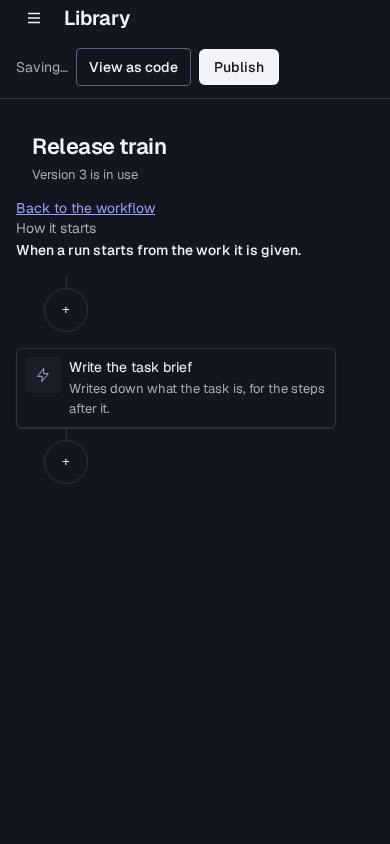 Library
Saving...
View as code
Publish
Release train
Version 3 is in use
Back to the workflow
How it starts
When a run starts from the work it is given.
+
Write the task brief
Writes down what the task is, for the steps
after it.
+